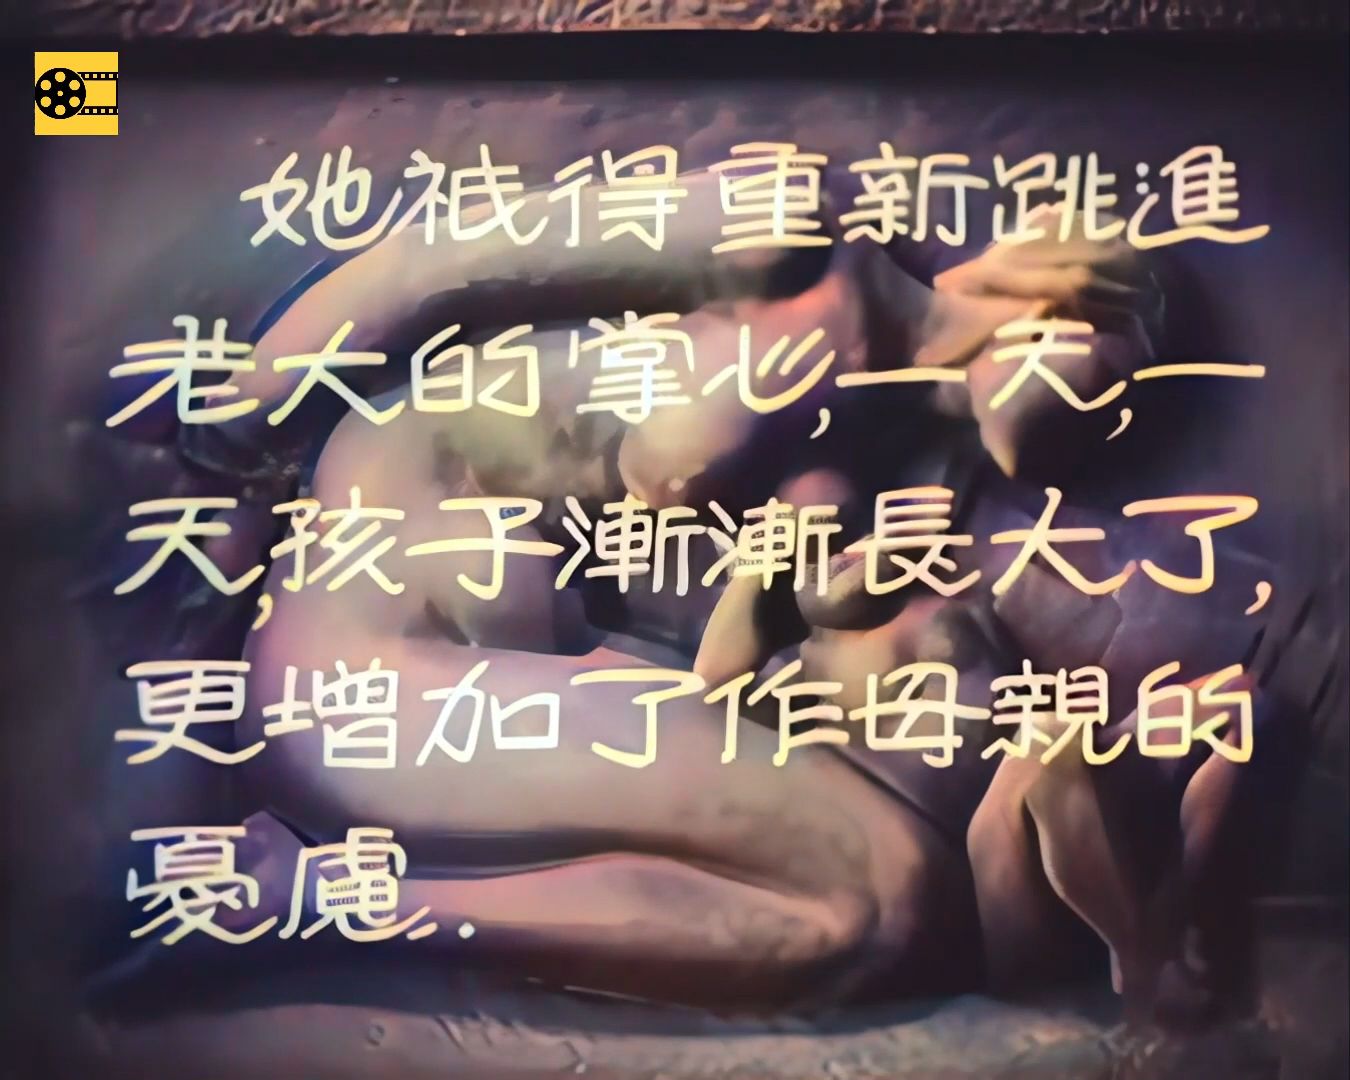 她祇得重新跳進
老大的掌心,一天,一
天,孩子漸漸長大了,
更增加了作母親的
憂慮.